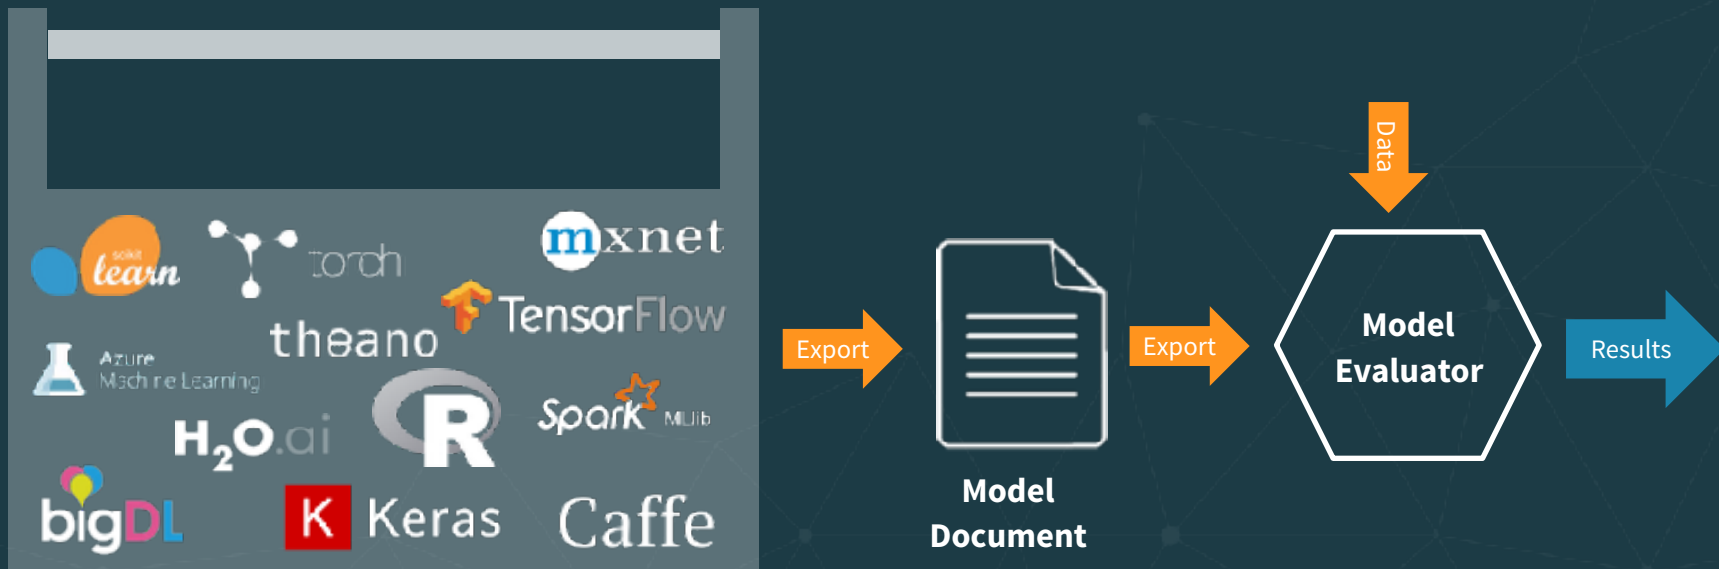 scikit
learn
torch
mxnet
theano
TensorFlow
Azure
Machine Learning
H2O.ai
R
Spark MLlib
bigDL
K Keras
Caffe
Export
Model
Document
Export
Data
Model
Evaluator
Results